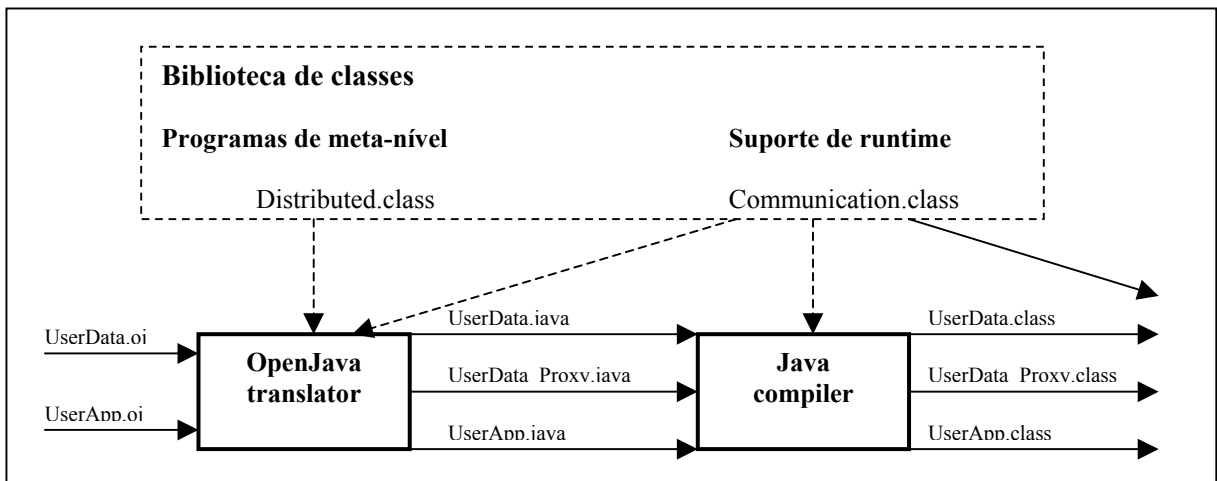 Biblioteca de classes
Programas de meta-nível Suporte de runtime
Distributed.class Communication.class
UserData.oj
UserApp.oj
OpenJava
translator
UserData.java
UserData_Proxy.java
UserApp.java
Java
compiler
UserData.class
UserData_Proxy.class
UserApp.class